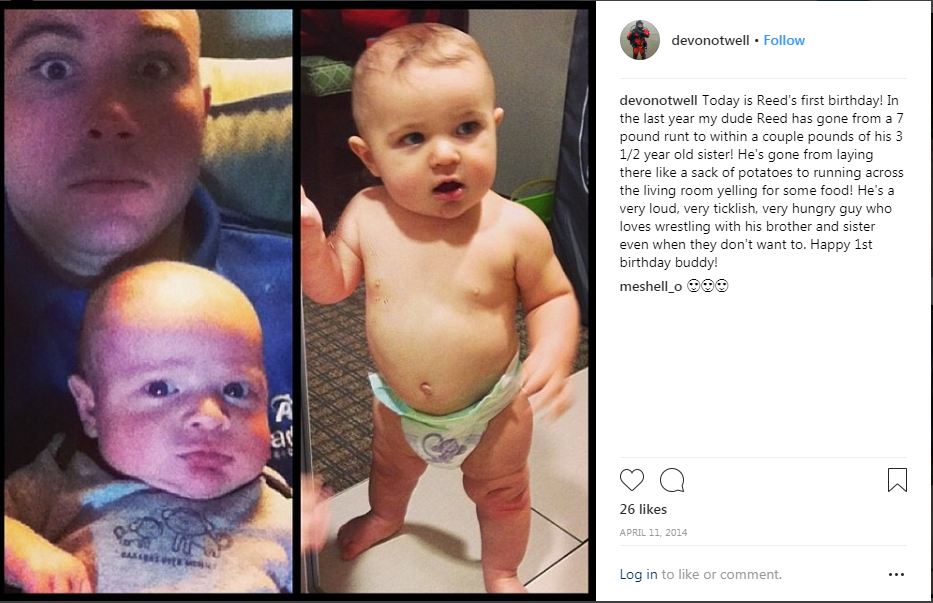 devonotwell • Follow
devonotwell Today is Reed's first birthday! In
the last year my dude Reed has gone from a 7
pound runt to within a couple pounds of his 3
1/2 year old sister! He's gone from laying
there like a sack of potatoes to running across
the living room yelling for some food! He's a
very loud, very ticklish, very hungry guy who
loves wrestling with his brother and sister
even when they don't want to. Happy 1st
birthday buddy!
meshell_o 😍😍😍
26 likes
APRIL 11, 2014
Log in to like or comment.